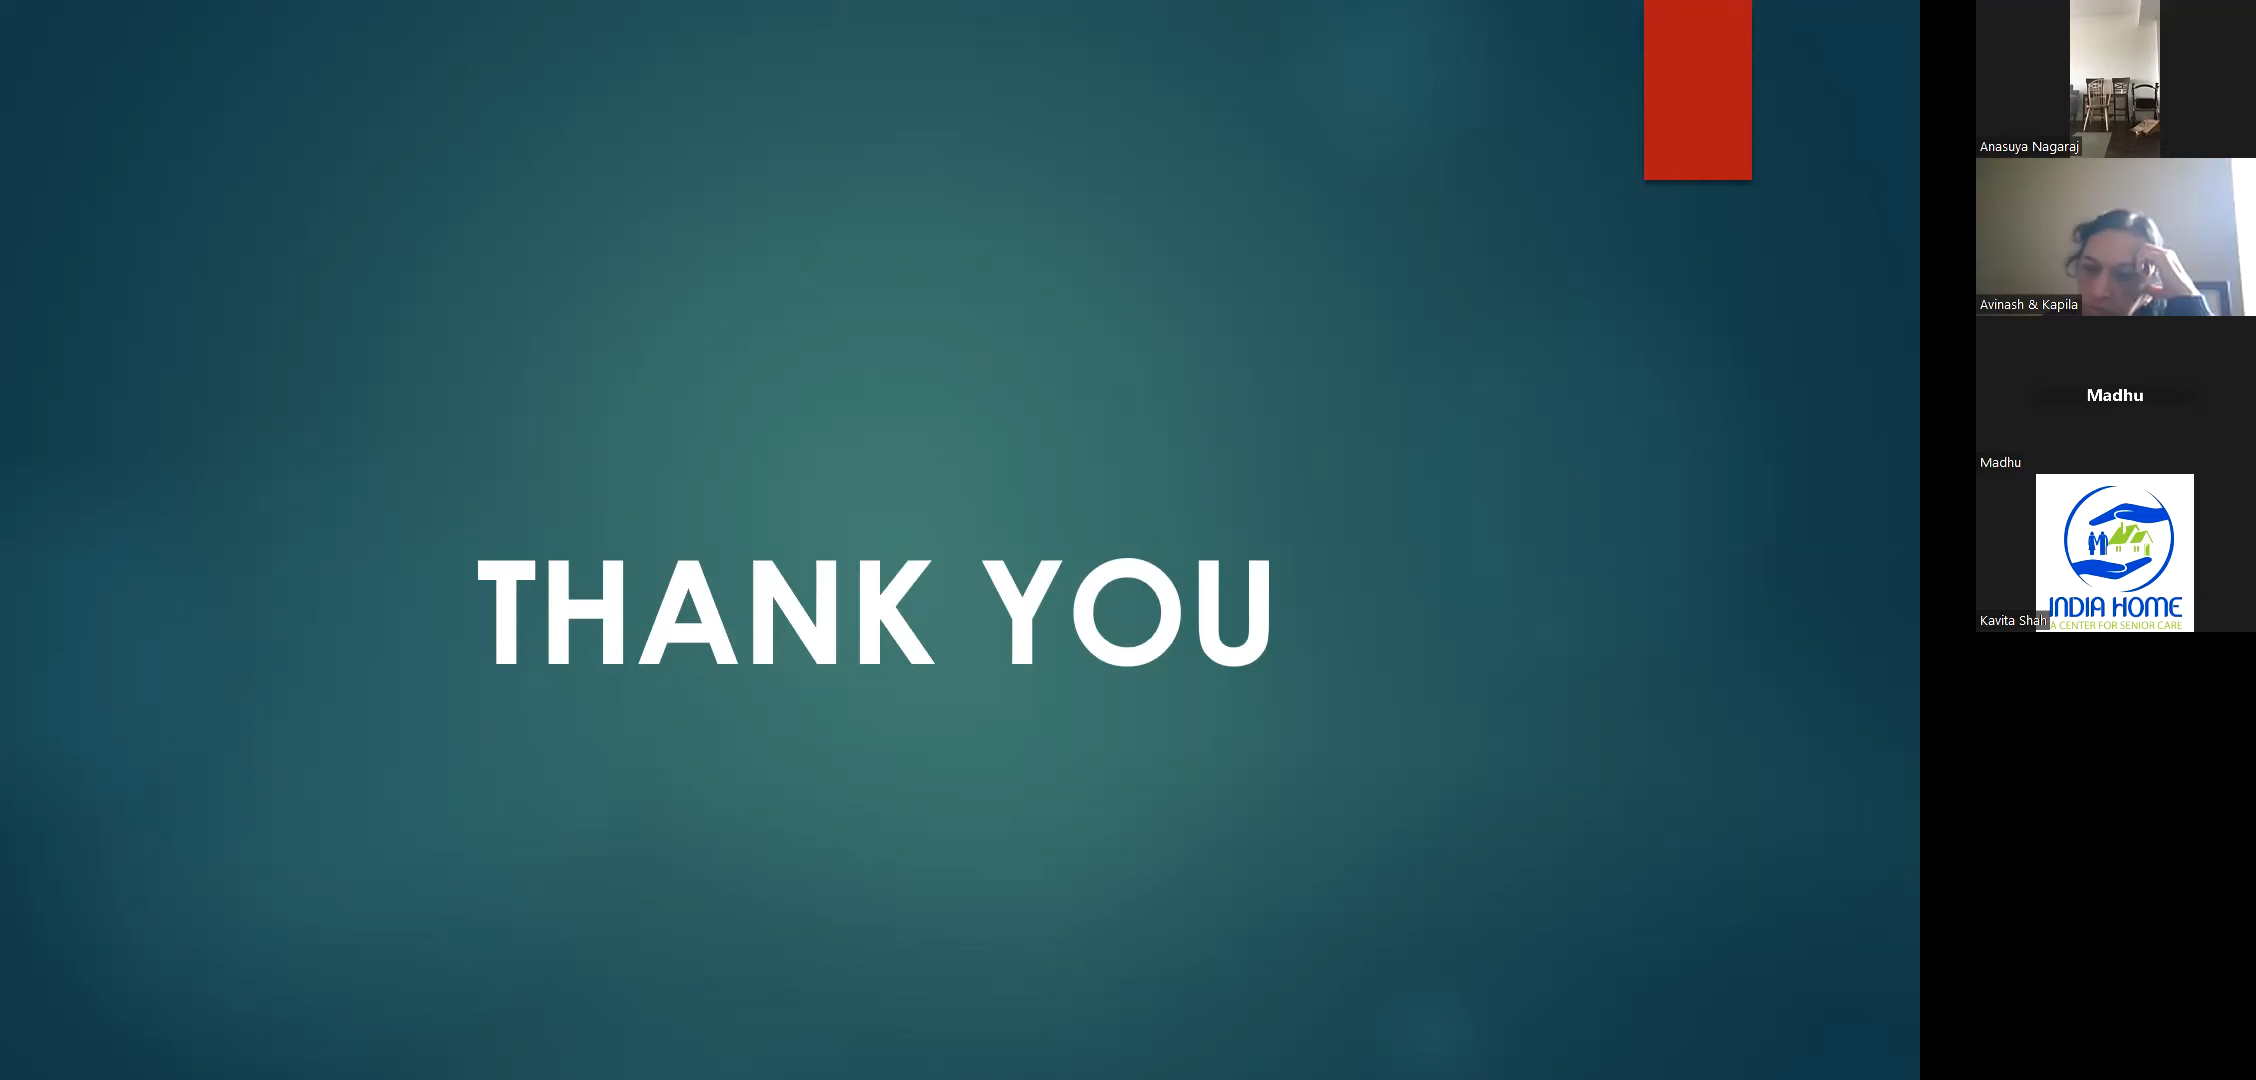 THANK YOU
Anasuya Nagaraj
Avinash & Kapila
Madhu
Madhu
INDIA HOME
A CENTER FOR SENIOR CARE
Kavita Shah